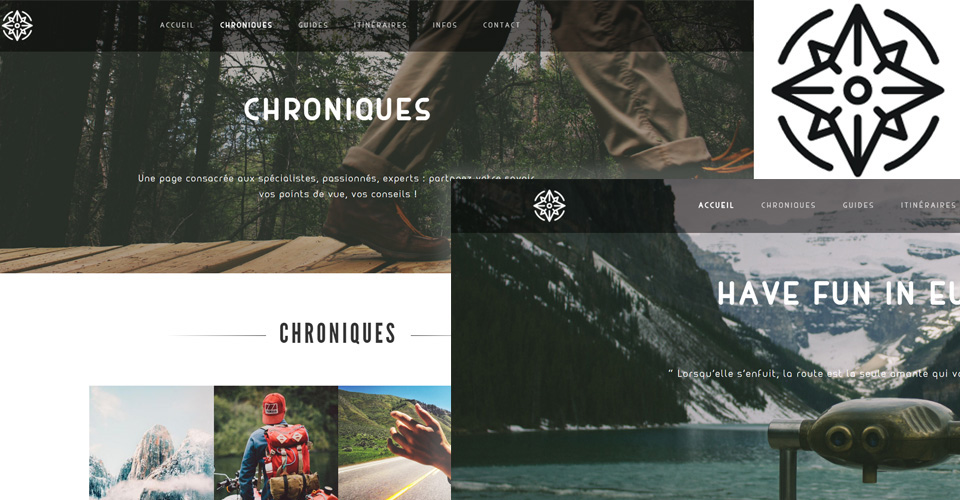 ACCUEIL CHRONIQUES GUIDES ITINÉRAIRES INFOS CONTACT
CHRONIQUES
Une page consacrée aux spécialistes, passionnés, experts : partagez votre savoir,
vos points de vue, vos conseils !
CHRONIQUES
ACCUEIL CHRONIQUES GUIDES ITINÉRAIRES
HAVE FUN IN EU
" Lorsqu'elle s'enfuit, la route est la seule amante qui